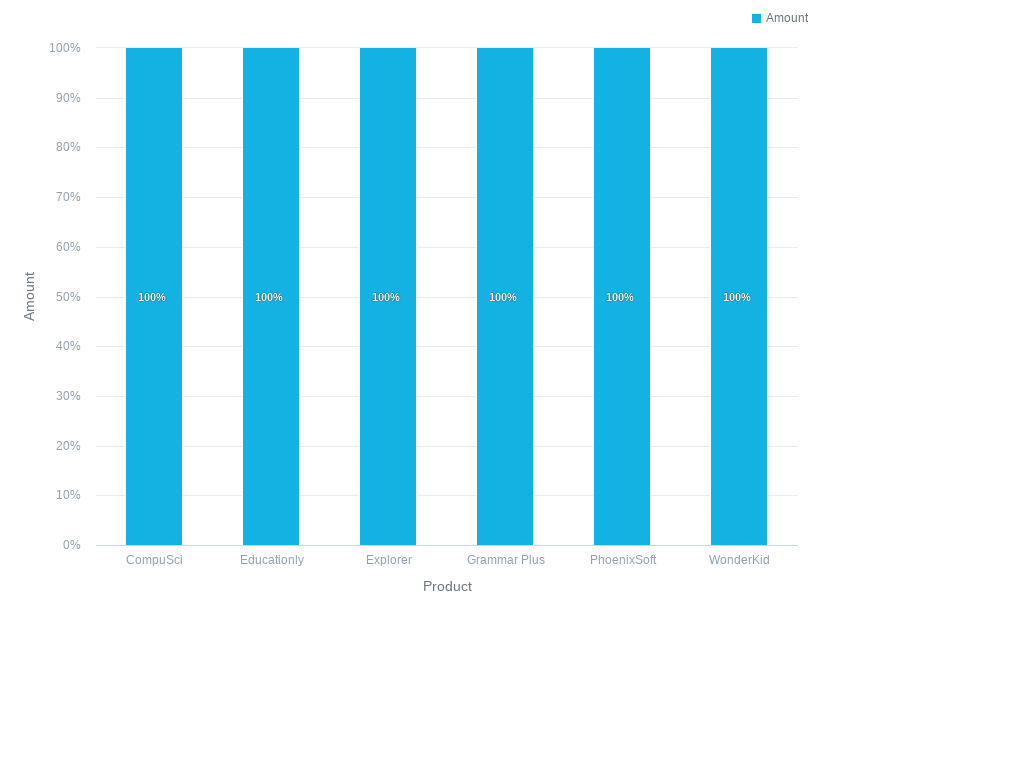 Amount
100%
90%
80%
70%
60%
50%
40%
30%
20%
10%
0%
Amount
100% 100% 100% 100% 100% 100%
CompuSci Educationly Explorer Grammar Plus PhoenixSoft WonderKid
Product